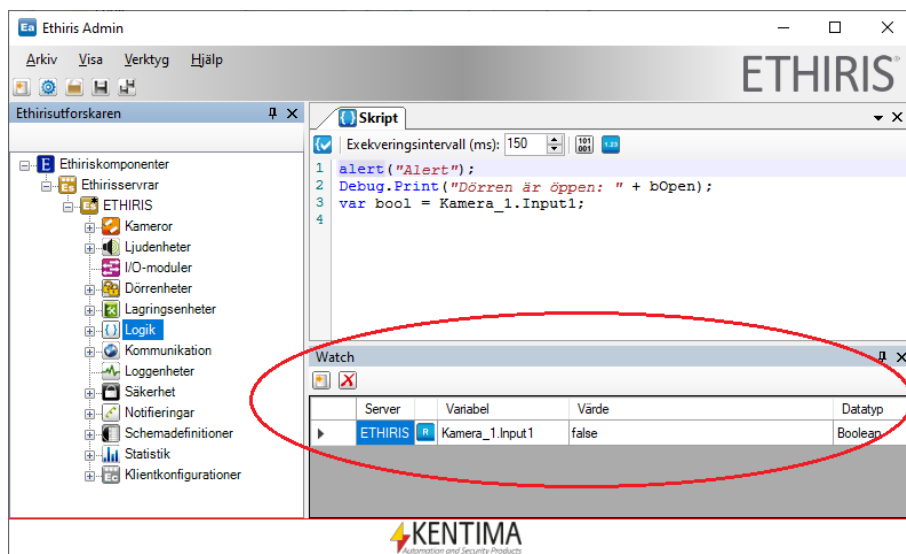 Ea Ethiris Admin
Arkiv Visa Verktyg Hjälp
ETHIRIS
Ethirisutforskaren
Ethiriskomponenter
Ethirisservrar
ETHIRIS
Kameror
Ljudenheter
I/O-moduler
Dörrenheter
Lagringsenheter
Logik
Kommunikation
Loggenheter
Säkerhet
Notifieringar
Schemadefinitioner
Statistik
Klientkonfigurationer
Skript
Exekveringsintervall (ms): 150
1 alert("Alert");
2 Debug.Print("Dörren är öppen: " + bOpen);
3 var bool = Kamera_1.Input1;
4
Watch
Server Variabel Värde Datatyp
ETHIRIS R Kamera_1.Input1 false Boolean
KENTIMA
Automation and Security Products